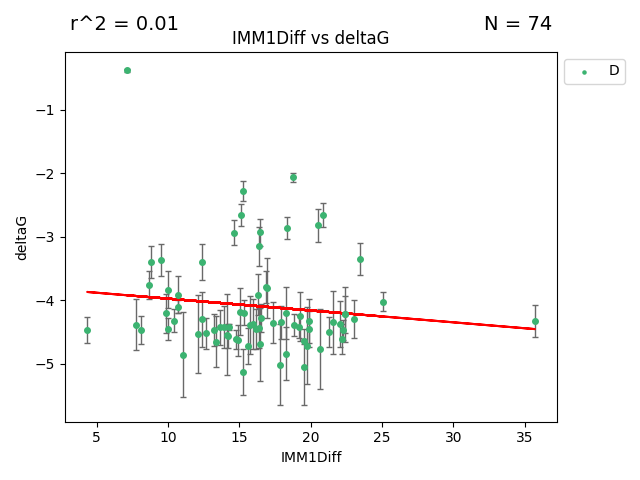 r^2 = 0.01
N = 74
IMM1Diff vs deltaG
D
−1
−2
−3
−4
−5
deltaG
5 10 15 20 25 30 35
IMM1Diff